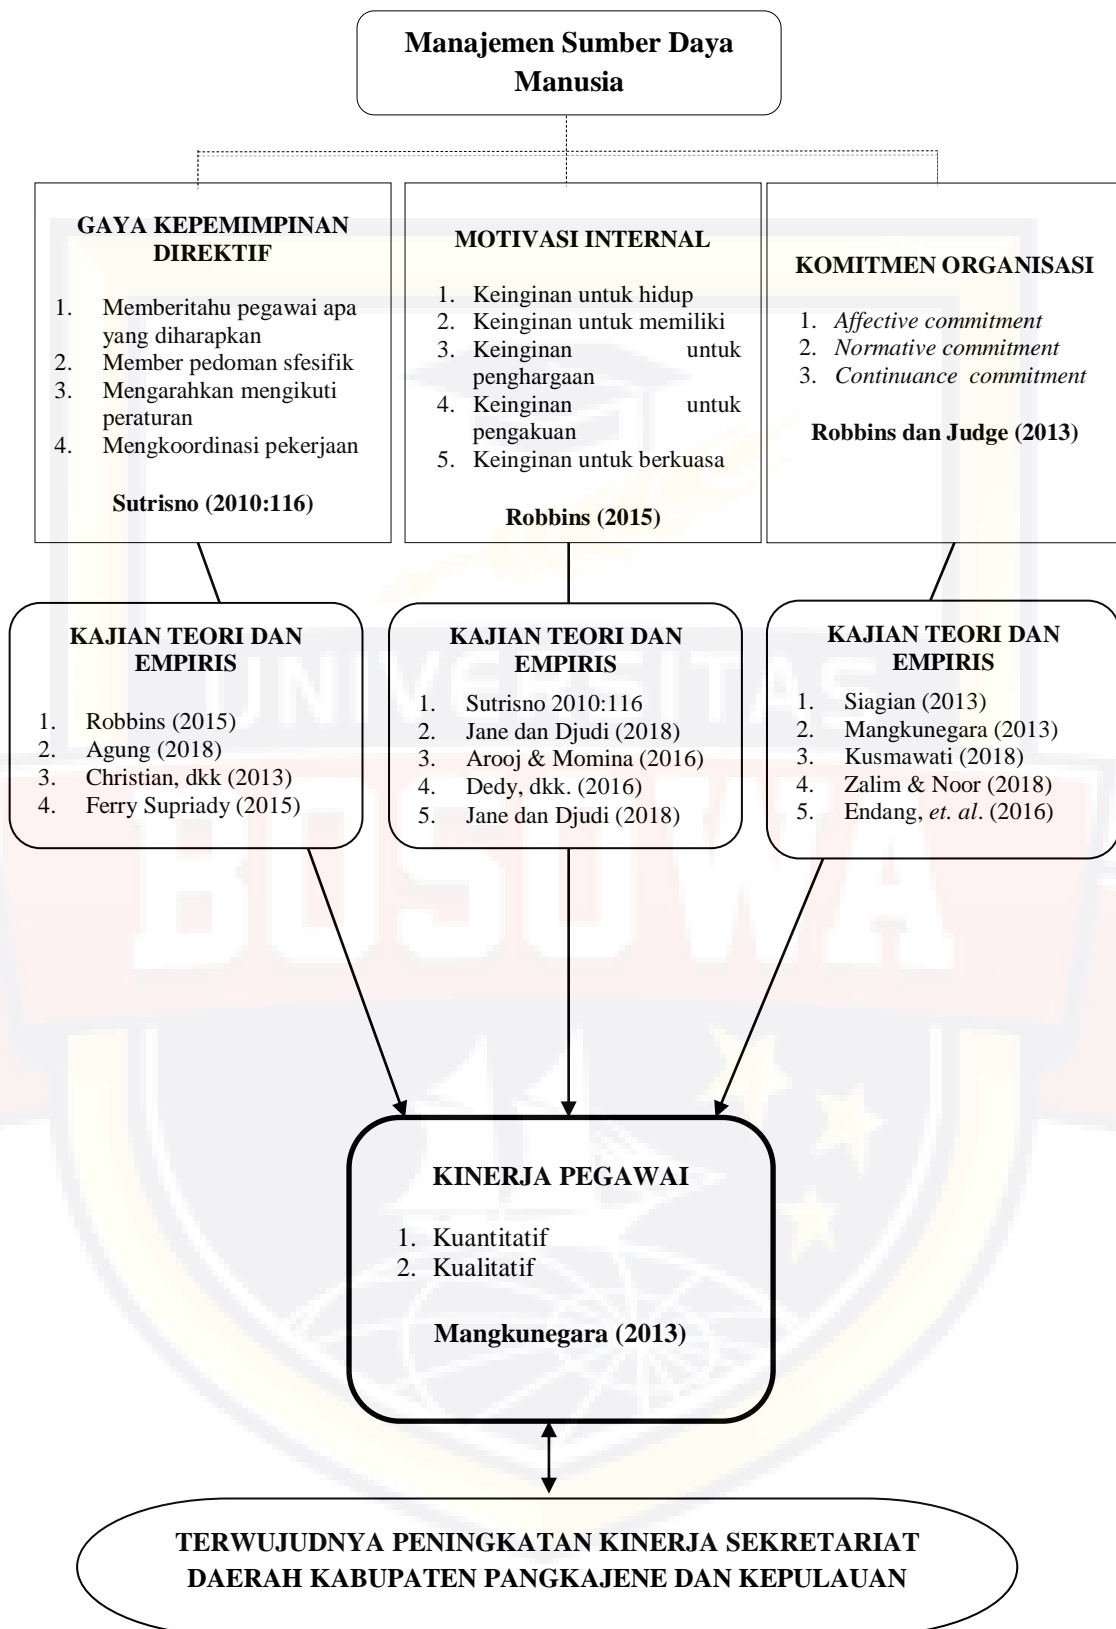 Manajemen Sumber Daya
Manusia
GAYA KEPEMIMPINAN
DIREKTIF
1. Memberitahu pegawai apa
yang diharapkan
2. Member pedoman sfesifik
3. Mengarahkan mengikuti
peraturan
4. Mengkoordinasi pekerjaan
Sutrisno (2010:116)
MOTIVASI INTERNAL
1. Keinginan untuk hidup
2. Keinginan untuk memiliki
3. Keinginan untuk
penghargaan
4. Keinginan untuk
pengakuan
5. Keinginan untuk berkuasa
Robbins (2015)
KOMITMEN ORGANISASI
1. Affective commitment
2. Normative commitment
3. Continuance commitment
Robbins dan Judge (2013)
KAJIAN TEORI DAN
EMPIRIS
1. Robbins (2015)
2. Agung (2018)
3. Christian, dkk (2013)
4. Ferry Supriady (2015)
KAJIAN TEORI DAN
EMPIRIS
1. Sutrisno 2010:116
2. Jane dan Djudi (2018)
3. Arooj & Momina (2016)
4. Dedy, dkk. (2016)
5. Jane dan Djudi (2018)
KAJIAN TEORI DAN
EMPIRIS
1. Siagian (2013)
2. Mangkunegara (2013)
3. Kusmawati (2018)
4. Zalim & Noor (2018)
5. Endang, et. al. (2016)
UNIVERSITAS
BOSOWA
KINERJA PEGAWAI
1. Kuantitatif
2. Kualitatif
Mangkunegara (2013)
TERWUJUDNYA PENINGKATAN KINERJA SEKRETARIAT
DAERAH KABUPATEN PANGKAJENE DAN KEPULAUAN